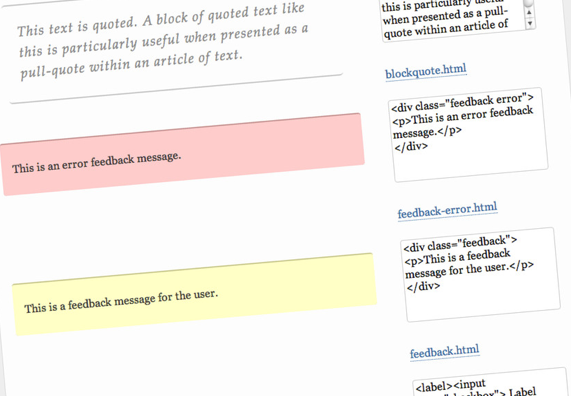 This text is quoted. A block of quoted text like
this is particularly useful when presented as a
pull-quote within an article of text.
This is an error feedback message.
This is a feedback message for the user.
this is particularly useful
when presented as a pull-
quote within an article of
blockquote.html
<div class="feedback error">
<p>This is an error feedback
message.</p>
</div>
feedback-error.html
<div class="feedback">
<p>This is a feedback
message for the user.</p>
</div>
feedback.html
<label><input
Label